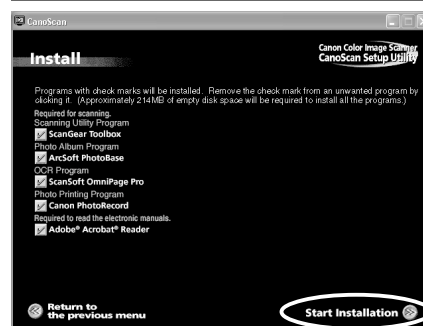 CanoScan
Install
Canon Color Image Scanner
CanoScan Setup Utility
Programs with check marks will be installed. Remove the check mark from an unwanted program by
clicking it. (Approximately 214MB of empty disk space will be required to install all the programs.)
Required for scanning.
Scanning Utility Program
ScanGear Toolbox
Photo Album Program
ArcSoft PhotoBase
OCR Program
ScanSoft OmniPage Pro
Photo Printing Program
Canon PhotoRecord
Required to read the electronic manuals.
Adobe® Acrobat® Reader
Return to
the previous menu
Start Installation